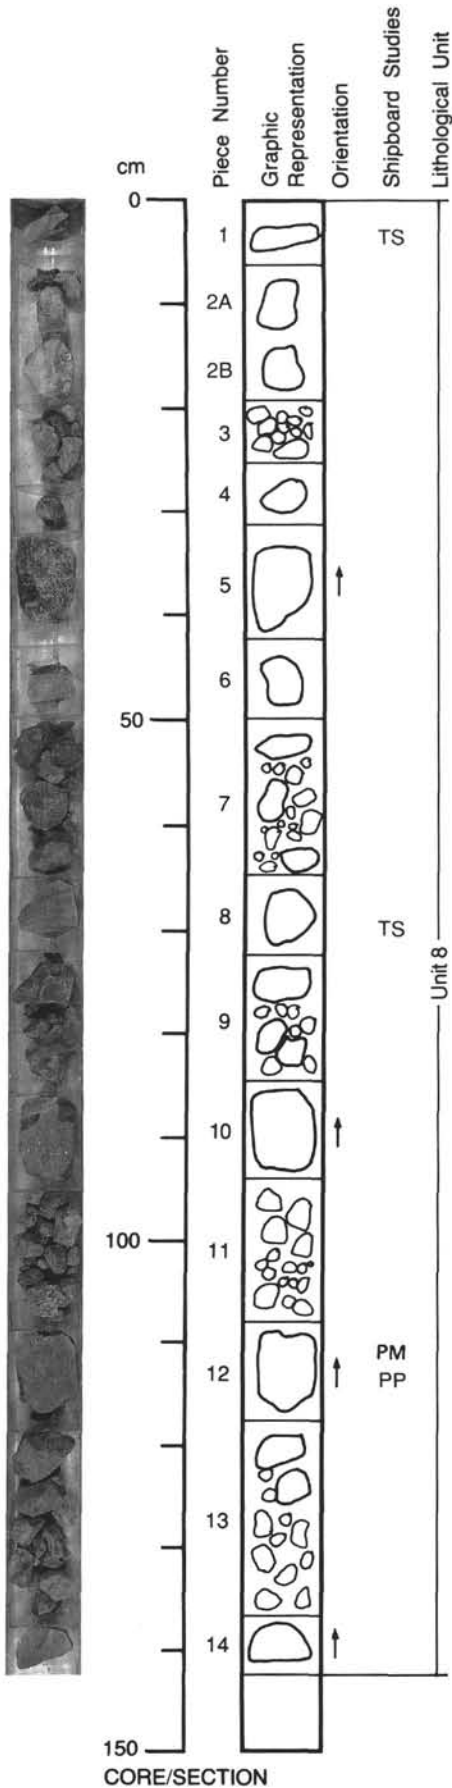 cm
Piece Number
Graphic
Representation
Orientation
Shipboard Studies
Lithological Unit
0
1
TS
2A
2B
3
4
5
6
50
7
8
TS
Unit 8
9
10
100
11
12
PM
PP
13
14
150
CORE/SECTION